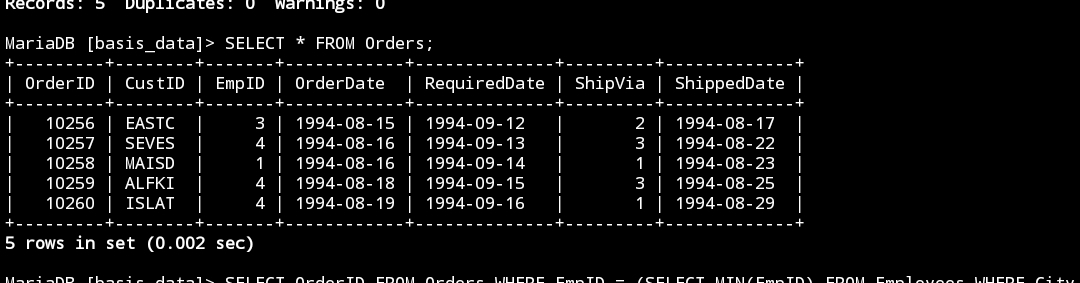 Records: 5  Duplicates: 0  Warnings: 0
MariaDB [basis_data]> SELECT * FROM Orders;
+---------+--------+-------+------------+--------------+---------+-------------+
| OrderID | CustID | EmpID | OrderDate  | RequiredDate | ShipVia | ShippedDate |
+---------+--------+-------+------------+--------------+---------+-------------+
|   10256 | EASTC  |     3 | 1994-08-15 | 1994-09-12   |       2 | 1994-08-17  |
|   10257 | SEVES  |     4 | 1994-08-16 | 1994-09-13   |       3 | 1994-08-22  |
|   10258 | MAISD  |     1 | 1994-08-16 | 1994-09-14   |       1 | 1994-08-23  |
|   10259 | ALFKI  |     4 | 1994-08-18 | 1994-09-15   |       3 | 1994-08-25  |
|   10260 | ISLAT  |     4 | 1994-08-19 | 1994-09-16   |       1 | 1994-08-29  |
+---------+--------+-------+------------+--------------+---------+-------------+
5 rows in set (0.002 sec)
MariaDB [basis_data]> SELECT OrderID FROM Orders WHERE EmpID = (SELECT MIN(EmpID) FROM Employees WHERE City